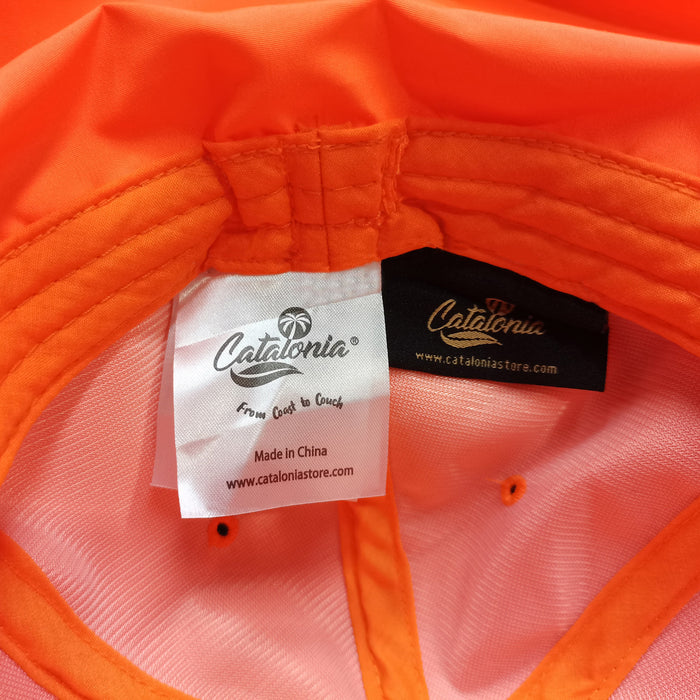 Catalonia®
From Coast to Couch
Made in China
www.cataloniastore.com
Catalonia
www.cataloniastore.com